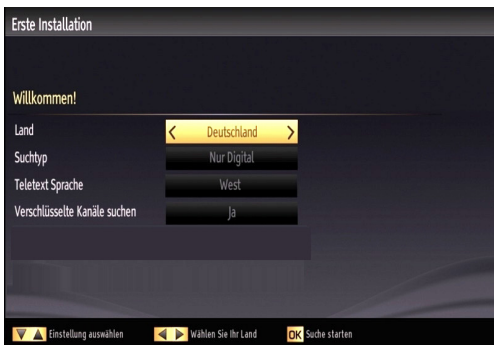 Erste Installation
Willkommen!
Land < Deutschland >
Suchtyp Nur Digital
Teletext Sprache West
Verschlüsselte Kanäle suchen Ja
Einstellung auswählen Wählen Sie Ihr Land OK Suche starten